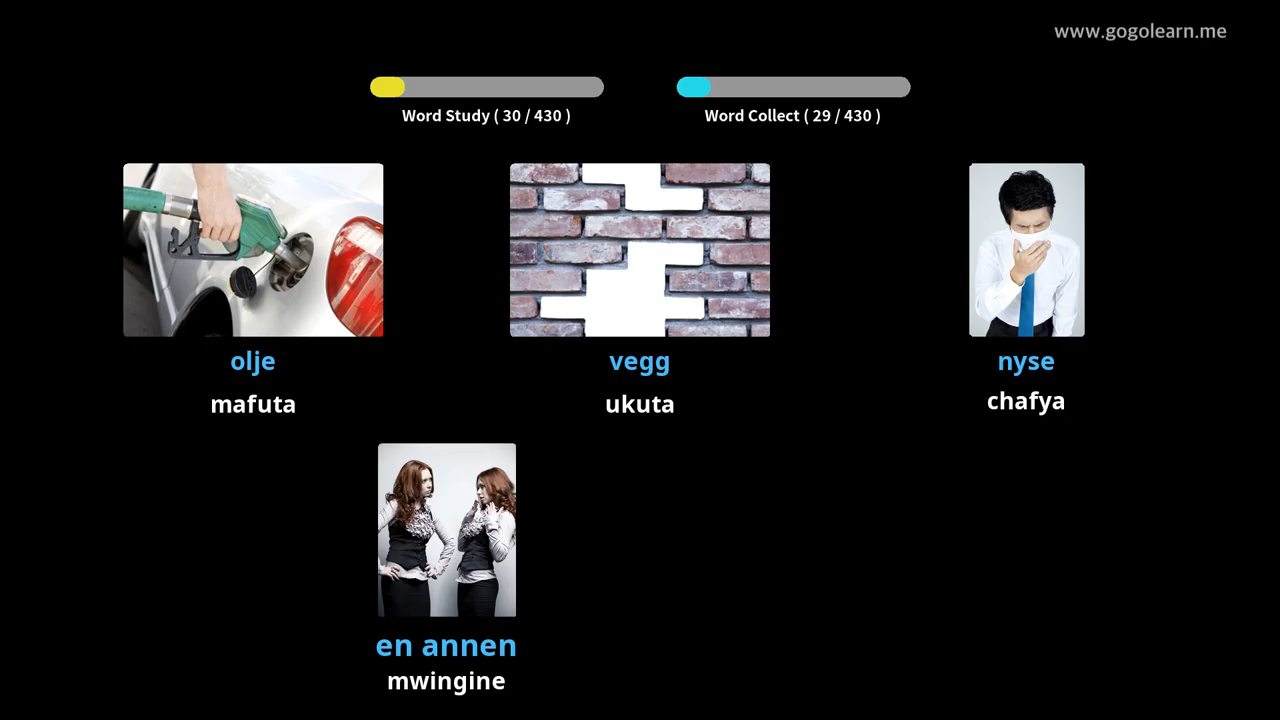 www.gogolearn.me
Word Study ( 30 / 430 )
Word Collect ( 29 / 430 )
olje
mafuta
vegg
ukuta
nyse
chafya
en annen
mwingine